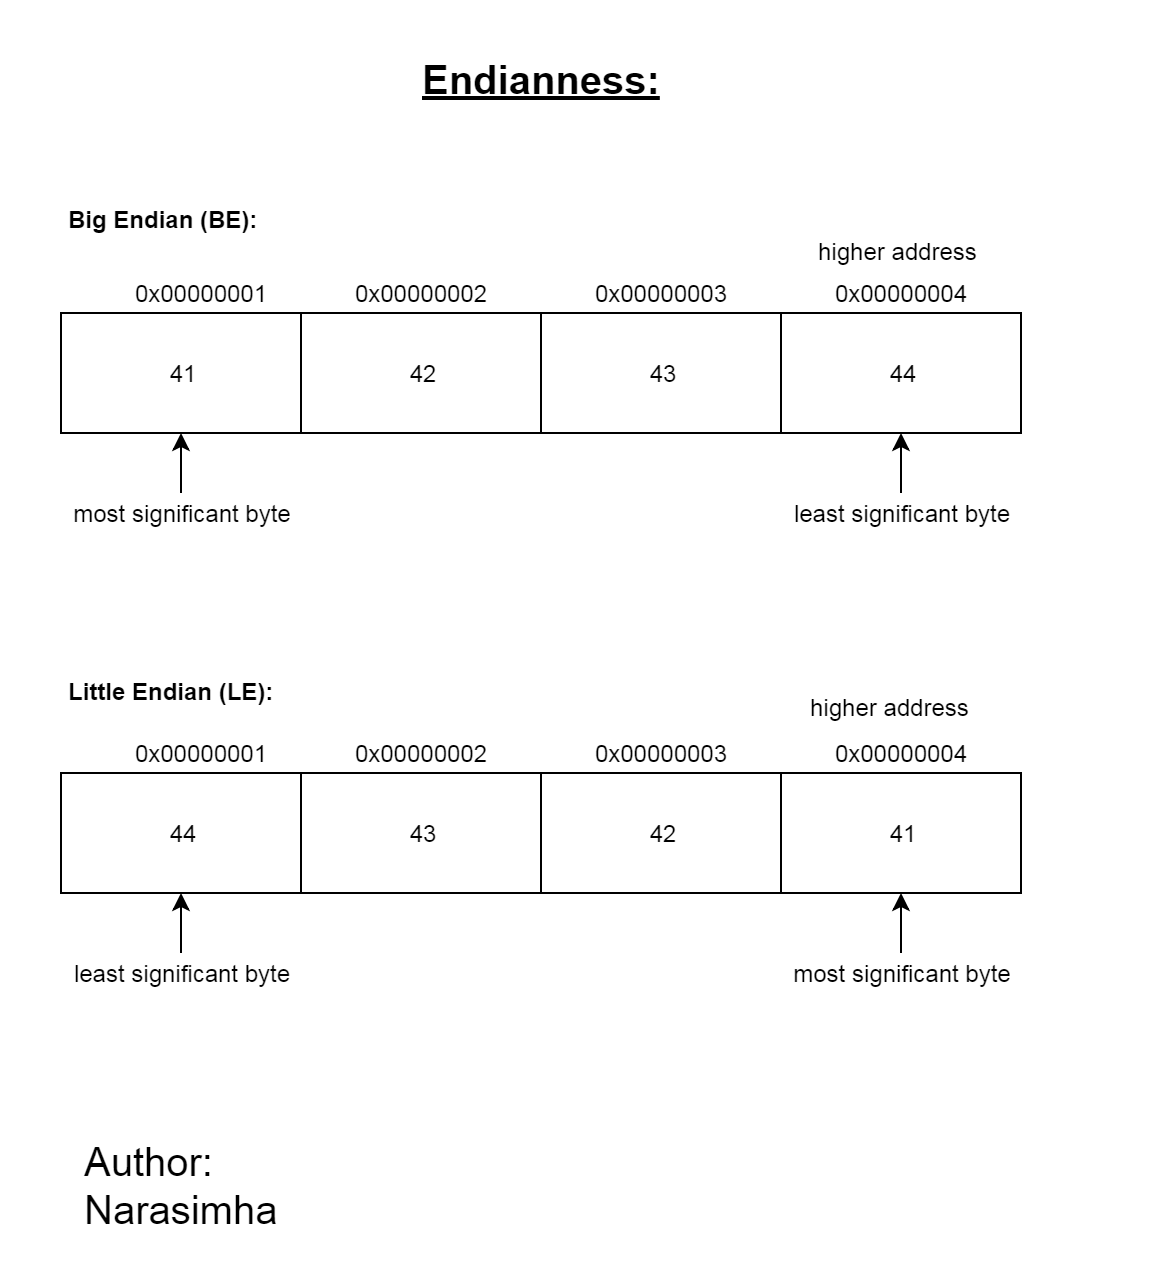 Endianness:
Big Endian (BE):
higher address
0x00000001 0x00000002 0x00000003 0x00000004
41 42 43 44
most significant byte least significant byte
Little Endian (LE):
higher address
0x00000001 0x00000002 0x00000003 0x00000004
44 43 42 41
least significant byte most significant byte
Author:
Narasimha